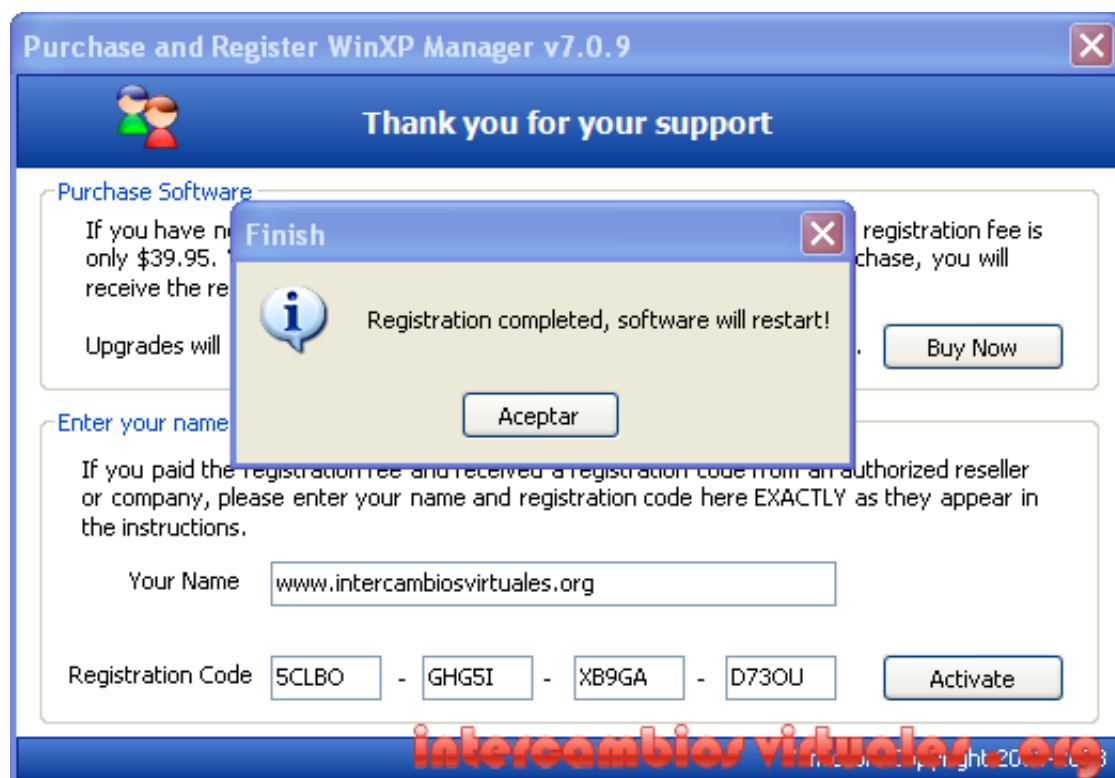 Purchase and Register WinXP Manager v7.0.9
Thank you for your support
Purchase Software
If you have registration fee is
only $39.95. you will
receive the
Upgrades will
Buy Now
Finish
Registration completed, software will restart!
Aceptar
Enter your name
If you paid the registration fee and received a registration code from an authorized reseller
or company, please enter your name and registration code here EXACTLY as they appear in
the instructions.
Your Name www.intercambiosvirtuales.org
Registration Code 5CLBO - GHG5I - XB9GA - D73OU Activate
intercambios virtuales.org